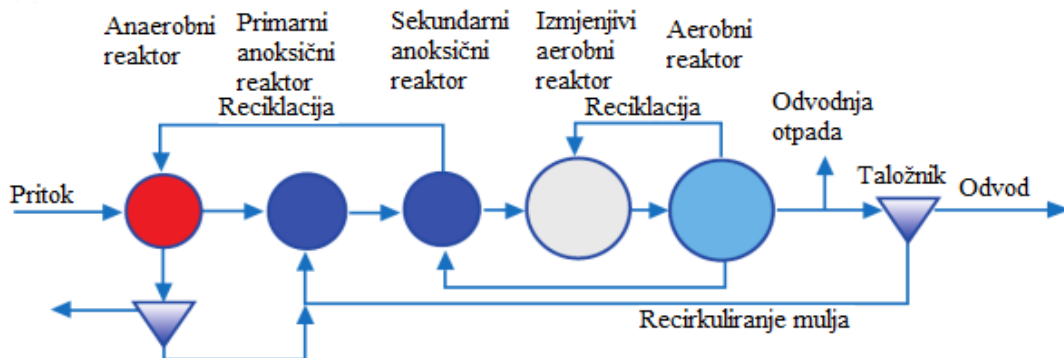 Anaerobni
reaktor
Primarni
anoksični
reaktor
Sekundarni
anoksični
reaktor
Izmjenjivi
aerobni
reaktor
Aerobni
reaktor
Reciklacija
Reciklacija
Odvodnja
otpada
Pritok
Taložnik
Odvod
Recirkuliranje mulja